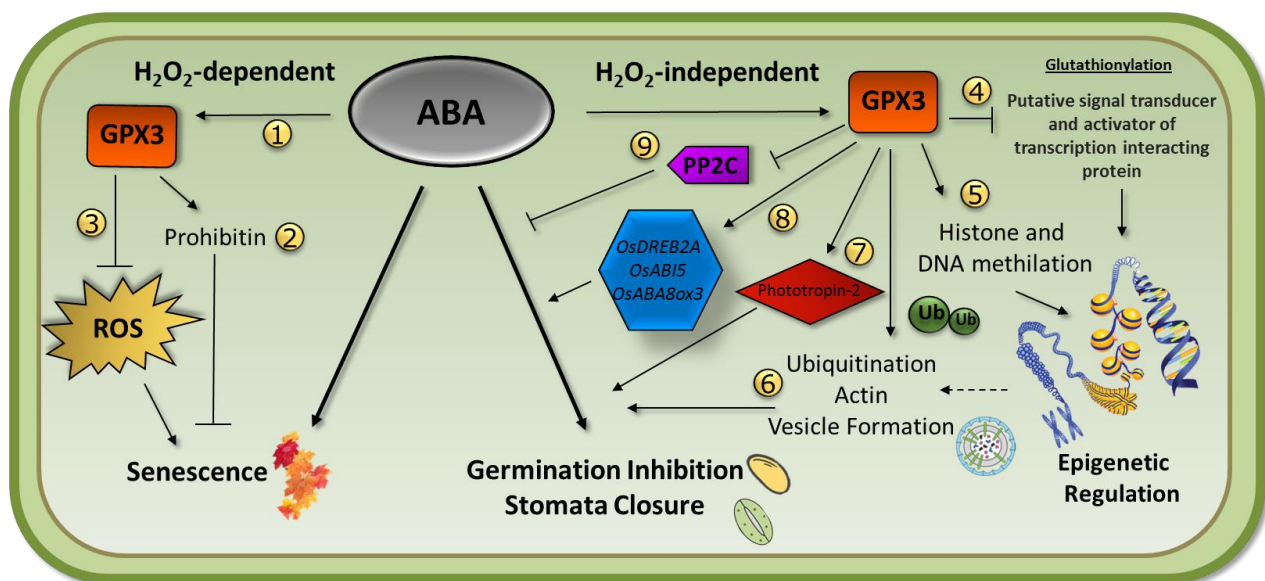 H₂O₂-dependent
ABA
H₂O₂-independent
GPX3
1
3
Prohibitin 2
ROS
Senescence
GPX3
4
Glutathionylation
Putative signal transducer
and activator of
transcription interacting
protein
9
PP2C
8
OsDREB2A
OsABI5
OsABA8ox3
7
Phototropin-2
5
Histone and
DNA methilation
Ub
Ub
6
Ubiquitination
Actin
Vesicle Formation
Germination Inhibition
Stomata Closure
Epigenetic
Regulation